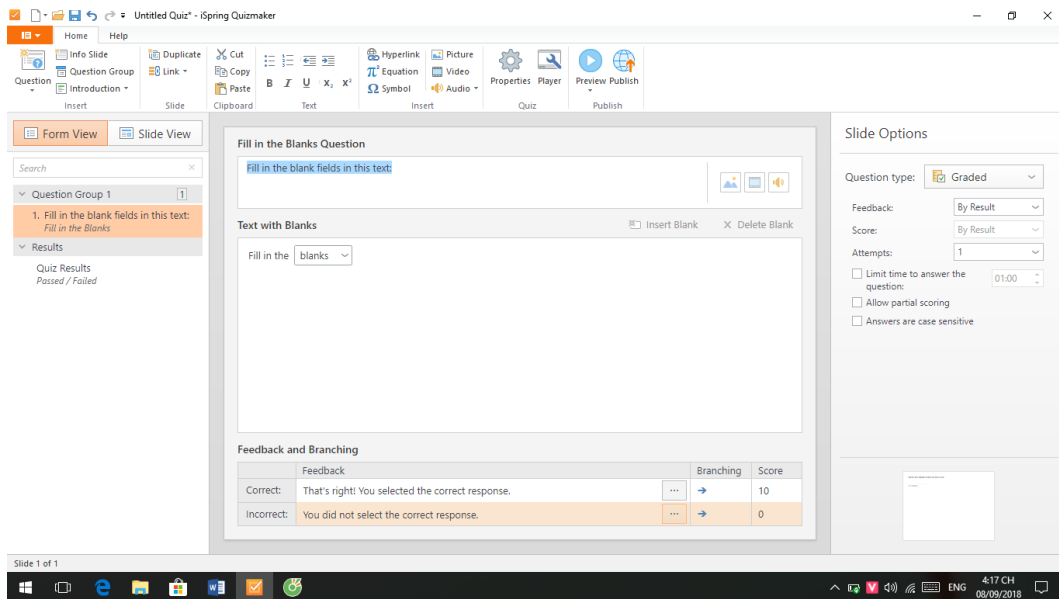 Untitled Quiz* - iSpring Quizmaker
Home Help
Question
Info Slide
Question Group
Introduction
Insert
Duplicate
Link
Slide
Cut
Copy
Paste
Clipboard
B I U X₂ X²
Text
Hyperlink
π² Equation
Ω Symbol
Picture
Video
Audio
Insert
Properties Player
Quiz
Preview Publish
Publish
Form View Slide View
Search
Question Group 1 1
1. Fill in the blank fields in this text:
Fill in the Blanks
Results
Quiz Results
Passed / Failed
Fill in the Blanks Question
Fill in the blank fields in this text:
Text with Blanks Insert Blank X Delete Blank
Fill in the blanks
Feedback and Branching
Feedback Branching Score
Correct: That's right! You selected the correct response. ... 10
Incorrect: You did not select the correct response. ... 0
Slide Options
Question type: Graded
Feedback: By Result
Score: By Result
Attempts: 1
Limit time to answer the
question: 01:00
Allow partial scoring
Answers are case sensitive
Slide 1 of 1
W V ENG 4:17 CH
08/09/2018